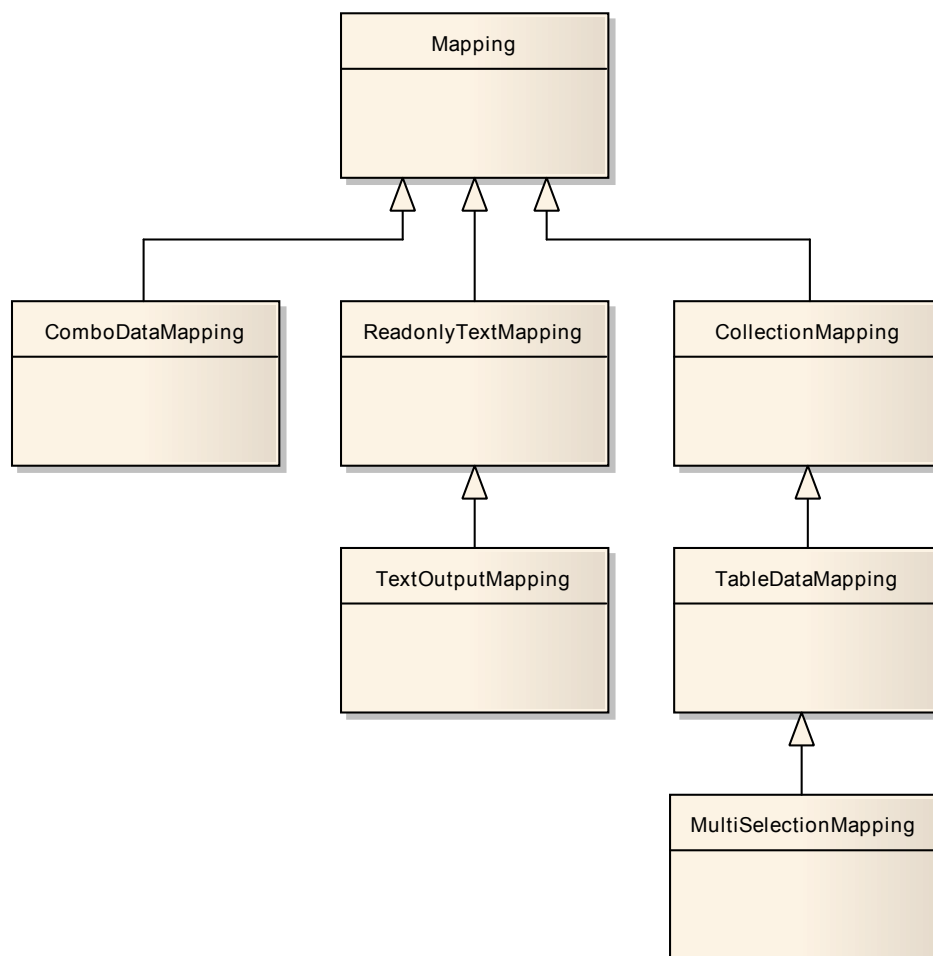 Mapping
ComboDataMapping
ReadonlyTextMapping
CollectionMapping
TextOutputMapping
TableDataMapping
MultiSelectionMapping